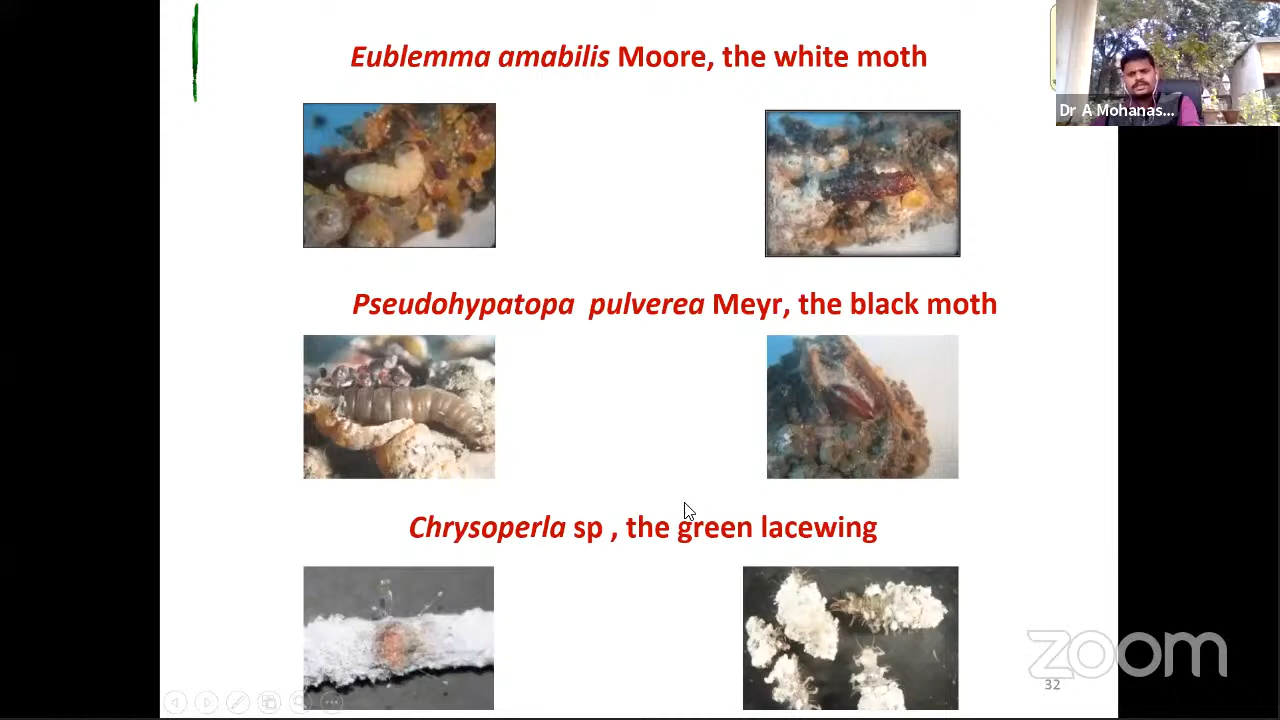 Eublemma amabilis Moore, the white moth
Dr A Mohanas...
Pseudohypatopa pulverea Meyr, the black moth
Chrysoperla sp , the green lacewing
zoom
32